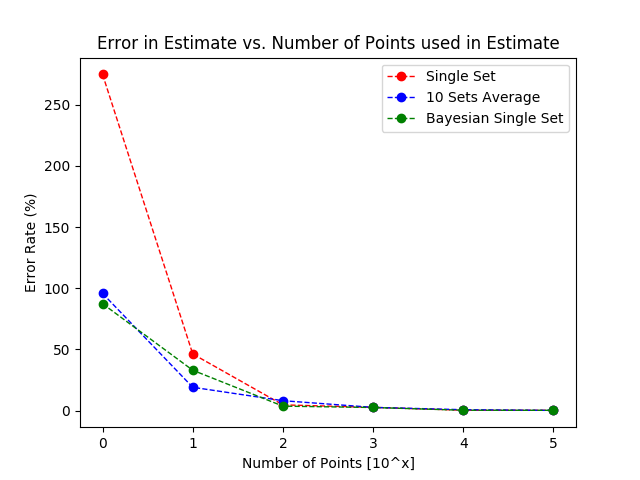 Error in Estimate vs. Number of Points used in Estimate
Single Set
10 Sets Average
Bayesian Single Set
Error Rate (%)
250
200
150
100
50
0
0 1 2 3 4 5
Number of Points [10^x]